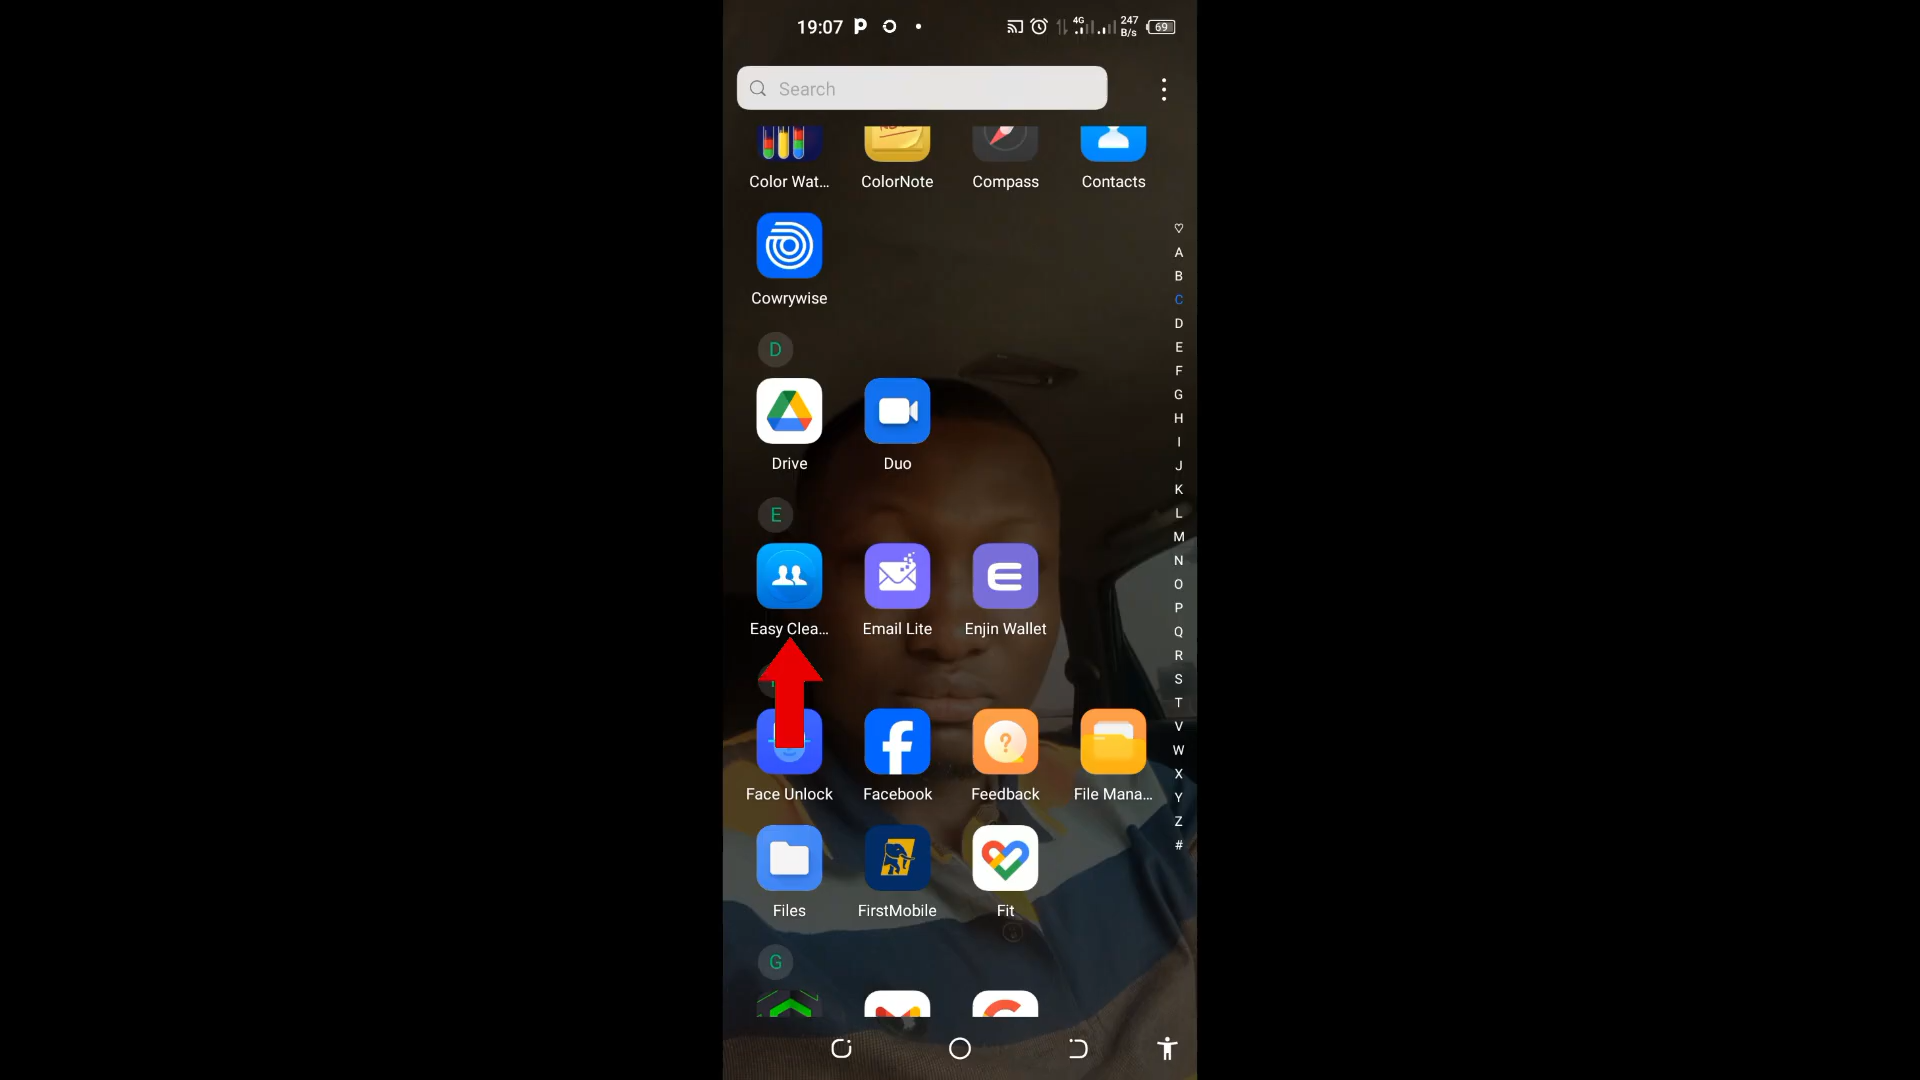 19:07
4G
247
B/s
69
Search
Color Wat...
ColorNote
Compass
Contacts
Cowrywise
D
Drive
Duo
E
Easy Clea...
Email Lite
Enjin Wallet
Face Unlock
Facebook
Feedback
File Mana...
Files
FirstMobile
Fit
G
A
B
C
D
E
F
G
H
I
J
K
L
M
N
O
P
Q
R
S
T
V
W
X
Y
Z
#